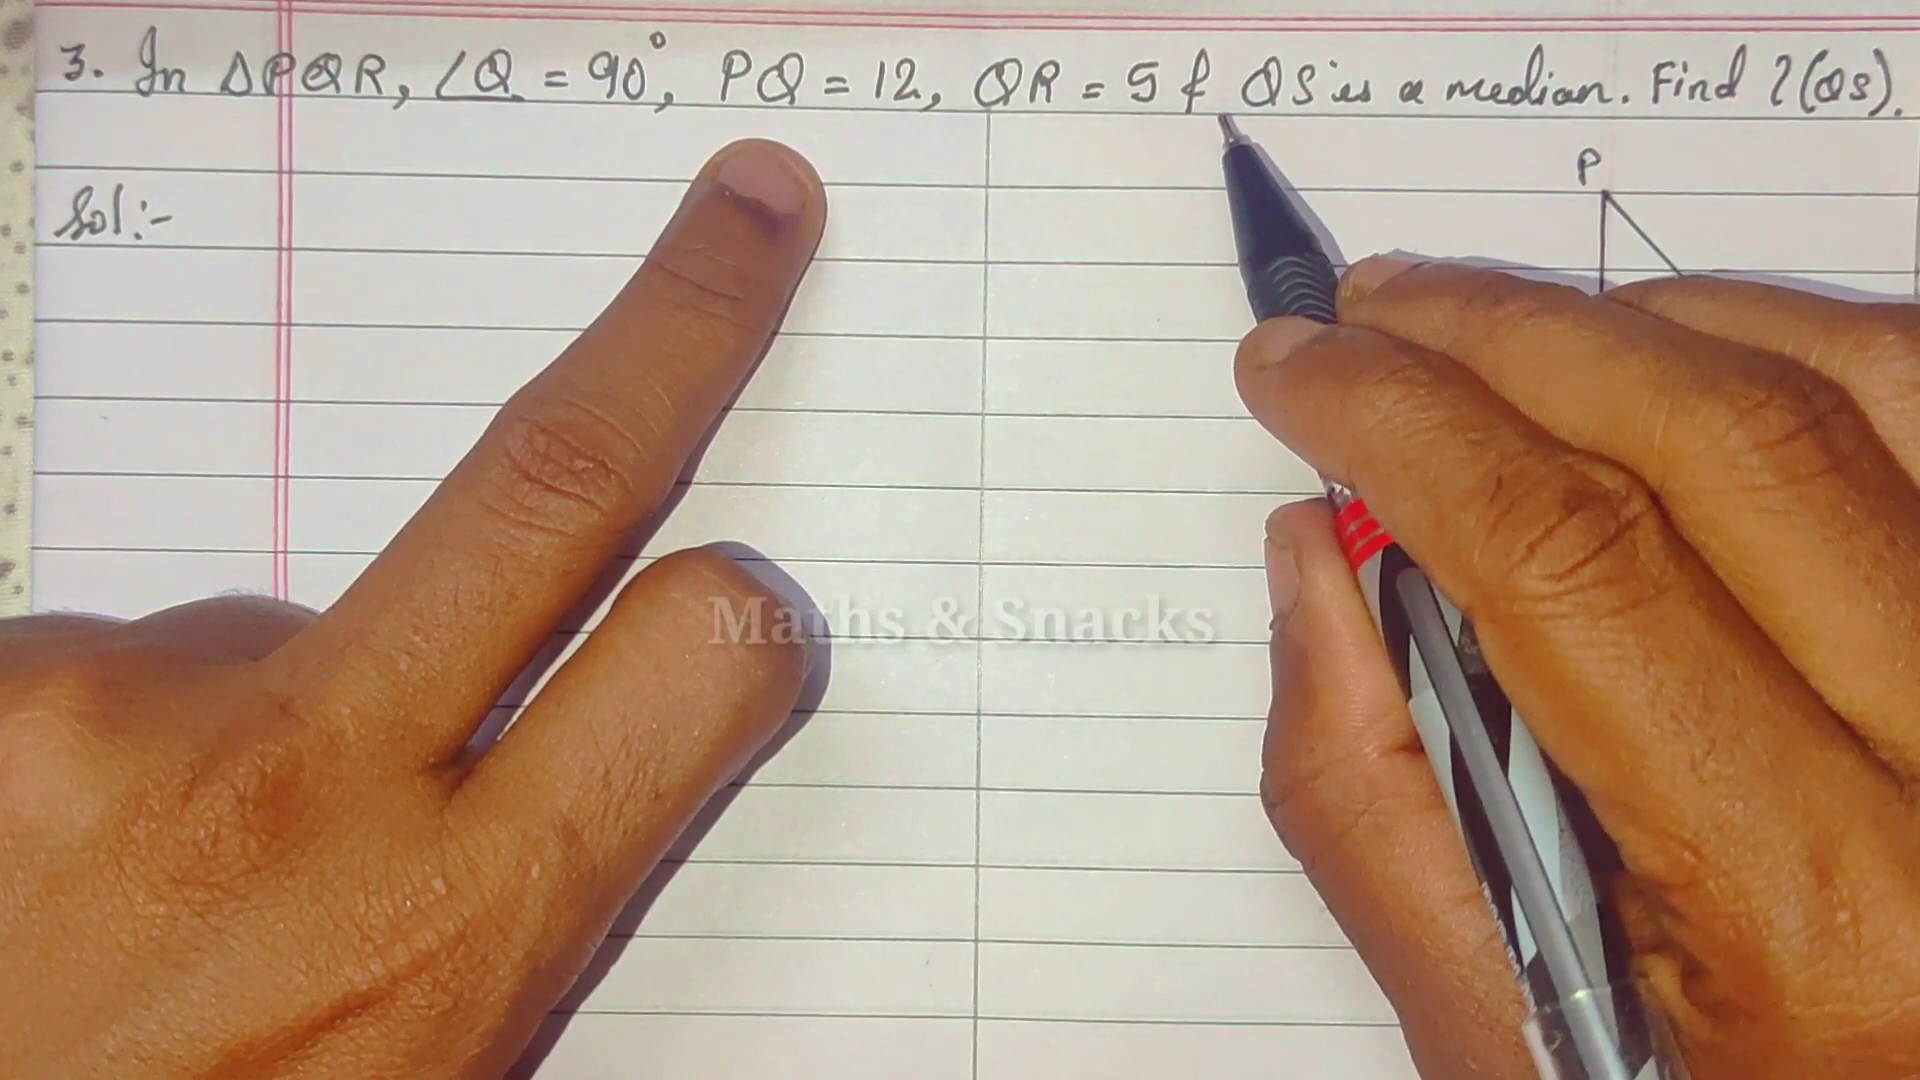 3. In ΔPQR, ∠Q = 90°, PQ = 12, QR = 5 & QS is a median. Find l(QS).
P
Sol:-
Maths & Snacks